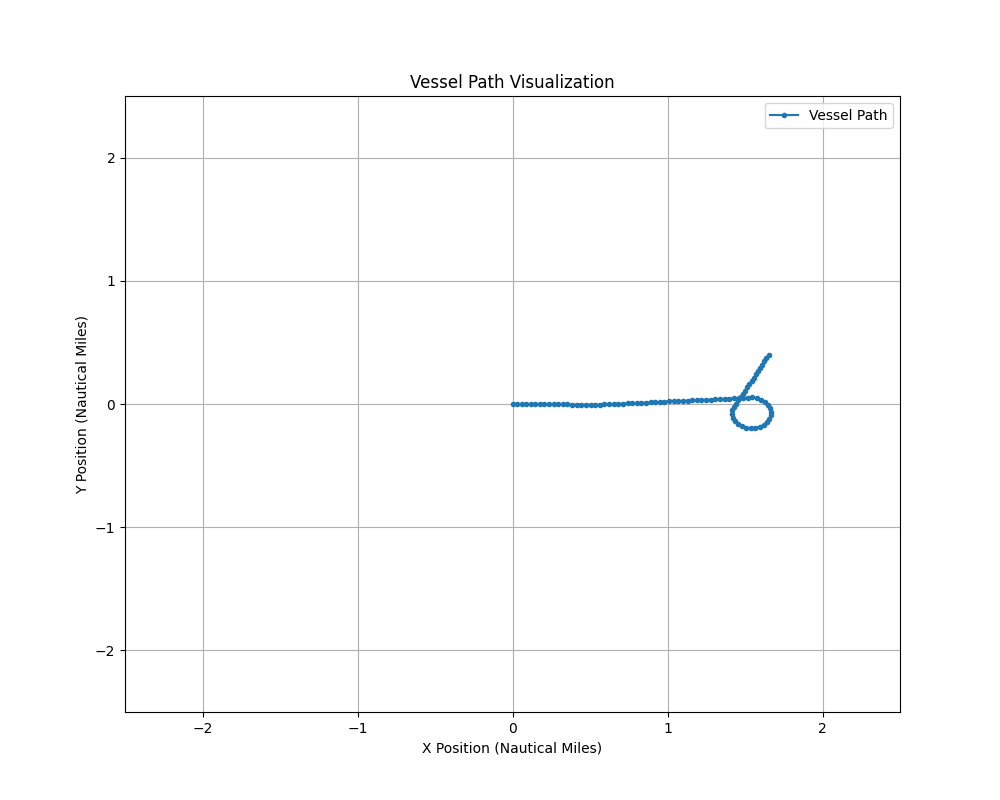 Vessel Path Visualization
Vessel Path
Y Position (Nautical Miles)
2
1
0
−1
−2
−2
−1
0
1
2
X Position (Nautical Miles)